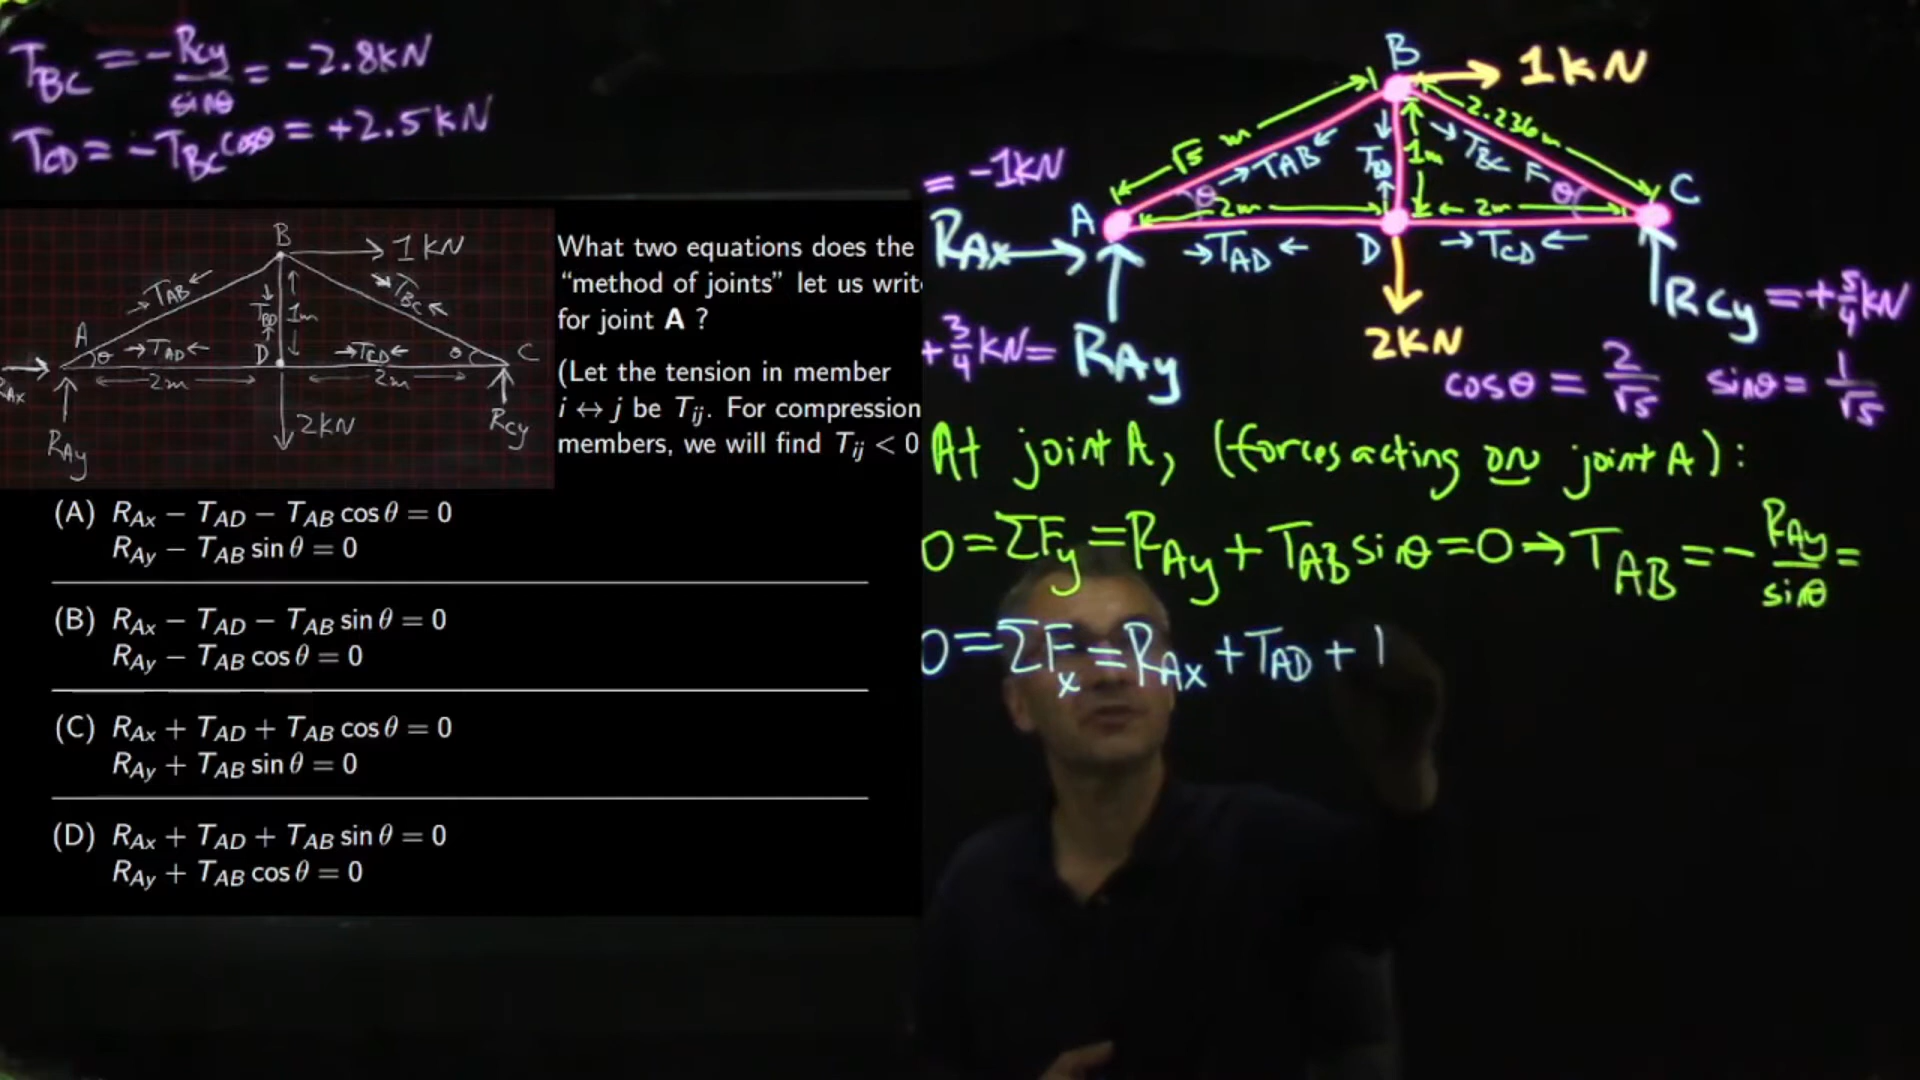 T_BC = -R_Cy/sinθ = -2.8kN
T_CD = -T_BC cosθ = +2.5kN
B
1 kN
T_AB
T_BC
T_BD
1m
A
θ
T_AD
D
T_CD
θ
C
2m
2m
R_Ax
R_Ay
2kN
R_Cy
What two equations does the
“method of joints” let us writ
for joint A ?
(Let the tension in member
i ↔ j be T_ij. For compression
members, we will find T_ij < 0
(A) R_Ax − T_AD − T_AB cos θ = 0
R_Ay − T_AB sin θ = 0
(B) R_Ax − T_AD − T_AB sin θ = 0
R_Ay − T_AB cos θ = 0
(C) R_Ax + T_AD + T_AB cos θ = 0
R_Ay + T_AB sin θ = 0
(D) R_Ax + T_AD + T_AB sin θ = 0
R_Ay + T_AB cos θ = 0
B
1kN
√5 m
2.236m
T_AB
T_BD
1m
T_BC
= -1kN
R_Ax
A
θ
2m
2m
θ
C
T_AD
D
T_CD
+3/4 kN = R_Ay
2kN
R_Cy = +5/4 kN
cosθ = 2/√5 sinθ = 1/√5
At joint A, (forces acting on joint A):
0 = ΣF_y = R_Ay + T_AB sinθ = 0 → T_AB = - R_Ay/sinθ =
0 = ΣF_x = R_Ax + T_AD +